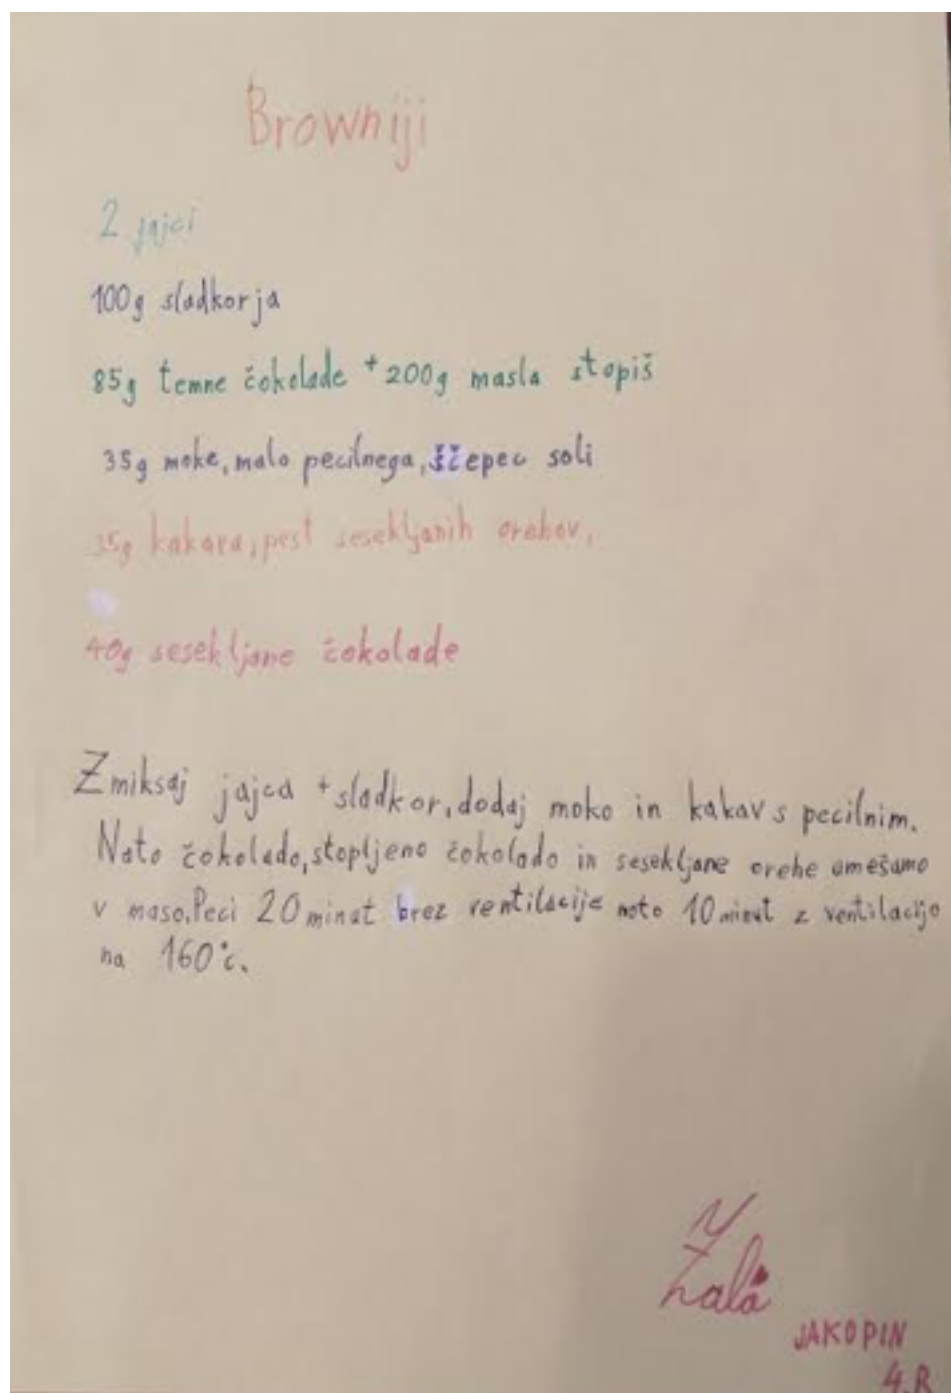 Browniji
2 jajci
100g sladkorja
85g temne čokolade + 200g masla stopiš
35g moke, malo pecilnega, ščepec soli
35g kakava, pest sesekljanih orehov,
40g sesekljane čokolade
Zmiksaj jajca + sladkor, dodaj moko in kakav s pecilnim.
Nato čokolado, stopljeno čokolado in sesekljane orehe umešamo
v maso. Peci 20 minut brez ventilacije nato 10 minut z ventilacijo
na 160°c.
Žala
JAKOPIN
4.B